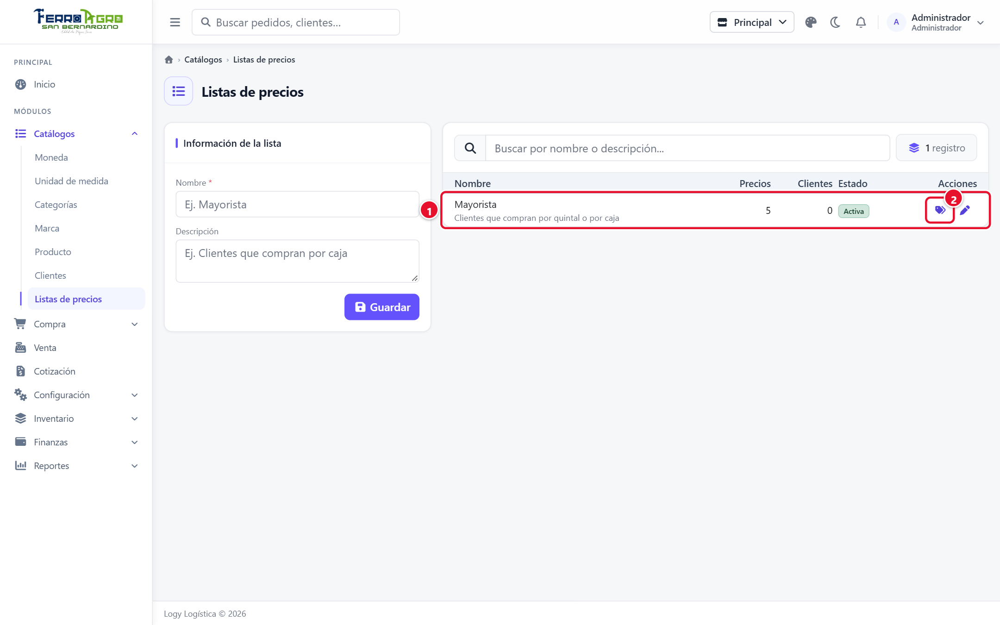 FERRO AGRO
SAN BERNARDINO
Buscar pedidos, clientes...
Principal
A
Administrador
Administrador
PRINCIPAL
Inicio
MÓDULOS
Catálogos
Moneda
Unidad de medida
Categorías
Marca
Producto
Clientes
Listas de precios
Compra
Venta
Cotización
Configuración
Inventario
Finanzas
Reportes
› Catálogos › Listas de precios
Listas de precios
Información de la lista
Nombre *
Ej. Mayorista
Descripción
Ej. Clientes que compran por caja
Guardar
Buscar por nombre o descripción...
1 registro
Nombre Precios Clientes Estado Acciones
1
2
Mayorista
Clientes que compran por quintal o por caja
5 0 Activa
Logy Logística © 2026